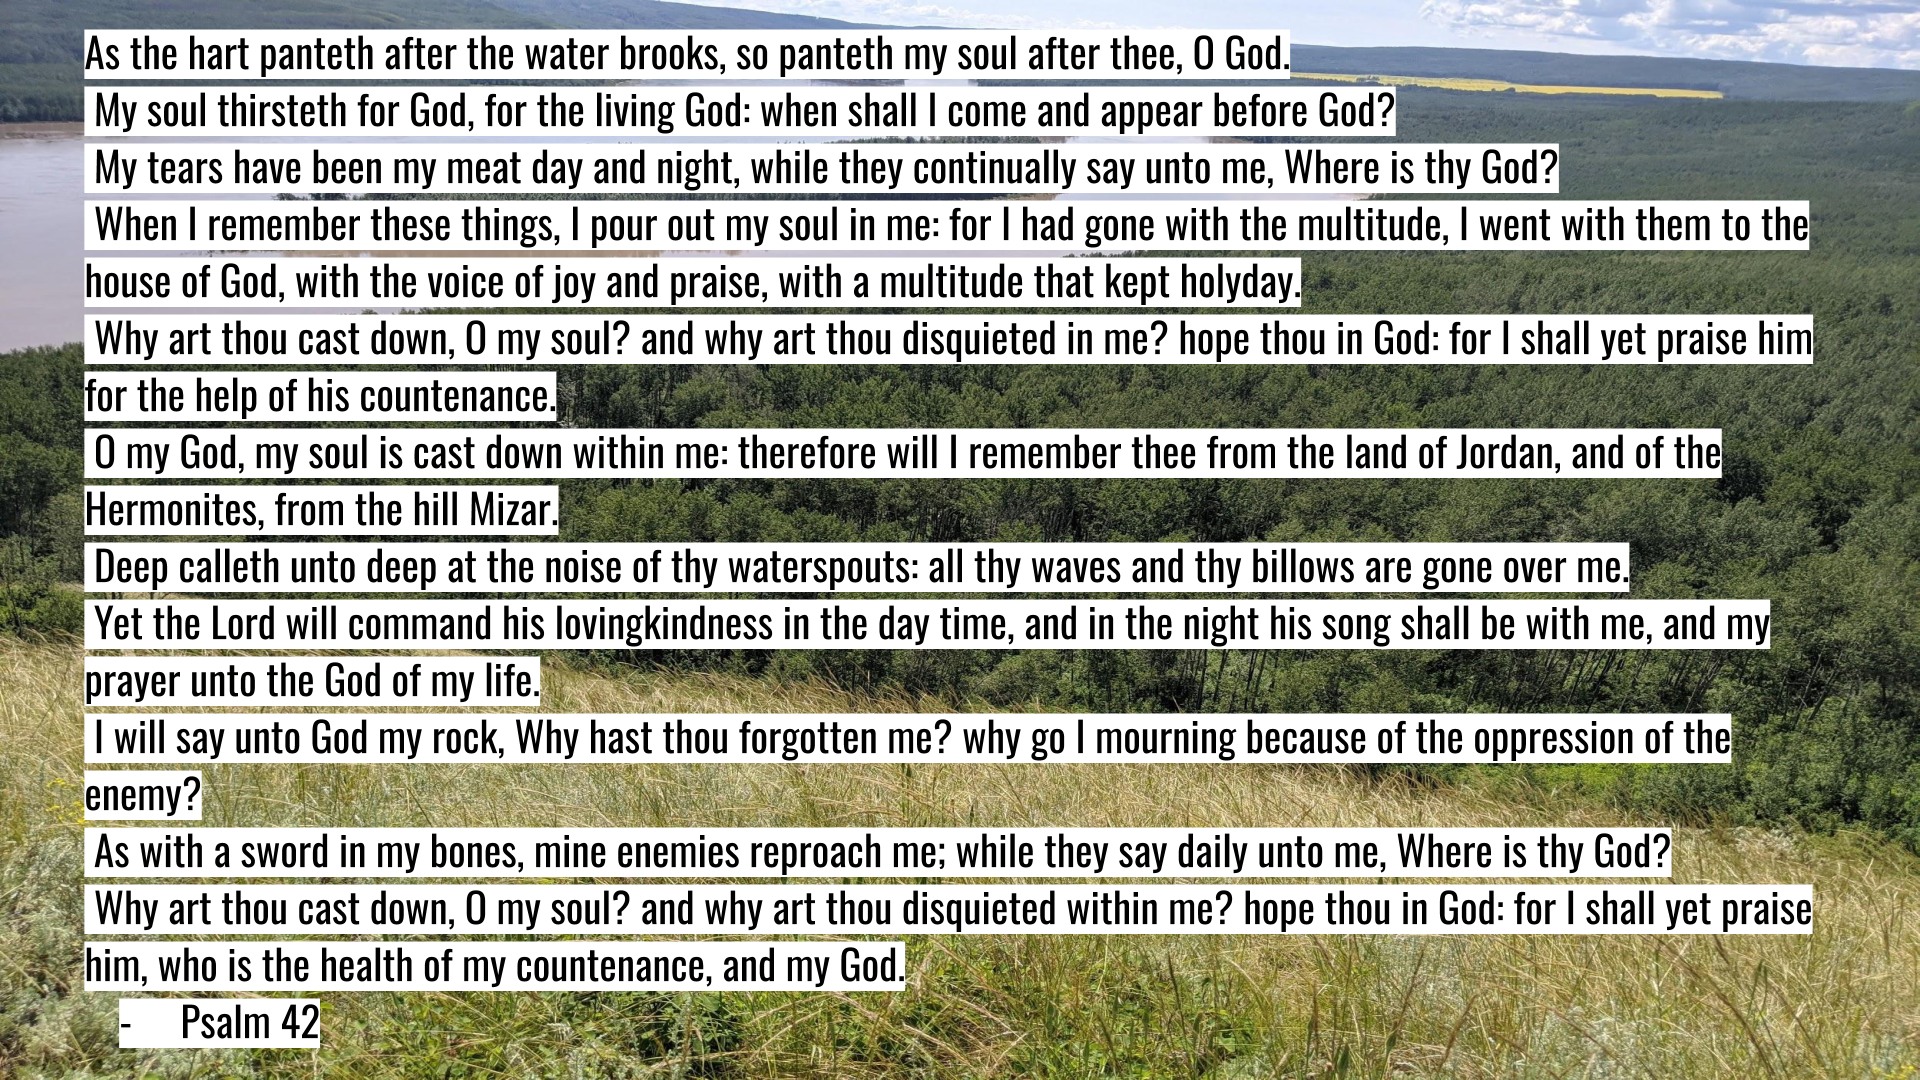 As the hart panteth after the water brooks, so panteth my soul after thee, O God.
My soul thirsteth for God, for the living God: when shall I come and appear before God?
My tears have been my meat day and night, while they continually say unto me, Where is thy God?
When I remember these things, I pour out my soul in me: for I had gone with the multitude, I went with them to the
house of God, with the voice of joy and praise, with a multitude that kept holyday.
Why art thou cast down, O my soul? and why art thou disquieted in me? hope thou in God: for I shall yet praise him
for the help of his countenance.
O my God, my soul is cast down within me: therefore will I remember thee from the land of Jordan, and of the
Hermonites, from the hill Mizar.
Deep calleth unto deep at the noise of thy waterspouts: all thy waves and thy billows are gone over me.
Yet the Lord will command his lovingkindness in the day time, and in the night his song shall be with me, and my
prayer unto the God of my life.
I will say unto God my rock, Why hast thou forgotten me? why go I mourning because of the oppression of the
enemy?
As with a sword in my bones, mine enemies reproach me; while they say daily unto me, Where is thy God?
Why art thou cast down, O my soul? and why art thou disquieted within me? hope thou in God: for I shall yet praise
him, who is the health of my countenance, and my God.
- Psalm 42